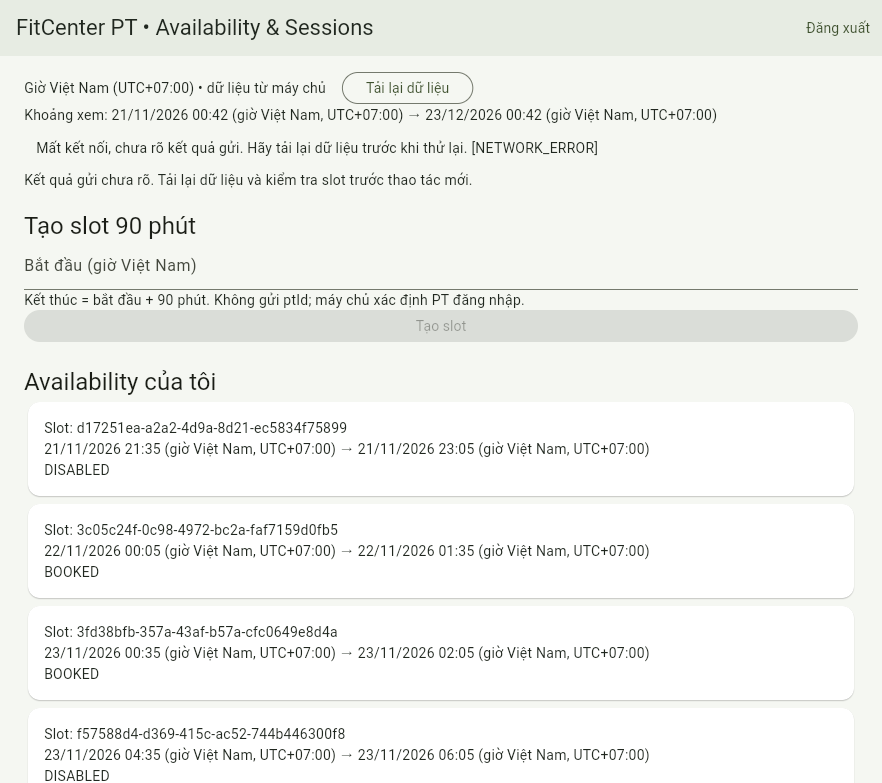 FitCenter PT • Availability & Sessions
Đăng xuất
Giờ Việt Nam (UTC+07:00) • dữ liệu từ máy chủ
Tải lại dữ liệu
Khoảng xem: 21/11/2026 00:42 (giờ Việt Nam, UTC+07:00) → 23/12/2026 00:42 (giờ Việt Nam, UTC+07:00)
Mất kết nối, chưa rõ kết quả gửi. Hãy tải lại dữ liệu trước khi thử lại. [NETWORK_ERROR]
Kết quả gửi chưa rõ. Tải lại dữ liệu và kiểm tra slot trước thao tác mới.
Tạo slot 90 phút
Bắt đầu (giờ Việt Nam)
Kết thúc = bắt đầu + 90 phút. Không gửi ptId; máy chủ xác định PT đăng nhập.
Tạo slot
Availability của tôi
Slot: d17251ea-a2a2-4d9a-8d21-ec5834f75899
21/11/2026 21:35 (giờ Việt Nam, UTC+07:00) → 21/11/2026 23:05 (giờ Việt Nam, UTC+07:00)
DISABLED
Slot: 3c05c24f-0c98-4972-bc2a-faf7159d0fb5
22/11/2026 00:05 (giờ Việt Nam, UTC+07:00) → 22/11/2026 01:35 (giờ Việt Nam, UTC+07:00)
BOOKED
Slot: 3fd38bfb-357a-43af-b57a-cfc0649e8d4a
23/11/2026 00:35 (giờ Việt Nam, UTC+07:00) → 23/11/2026 02:05 (giờ Việt Nam, UTC+07:00)
BOOKED
Slot: f57588d4-d369-415c-ac52-744b446300f8
23/11/2026 04:35 (giờ Việt Nam, UTC+07:00) → 23/11/2026 06:05 (giờ Việt Nam, UTC+07:00)
DISABLED